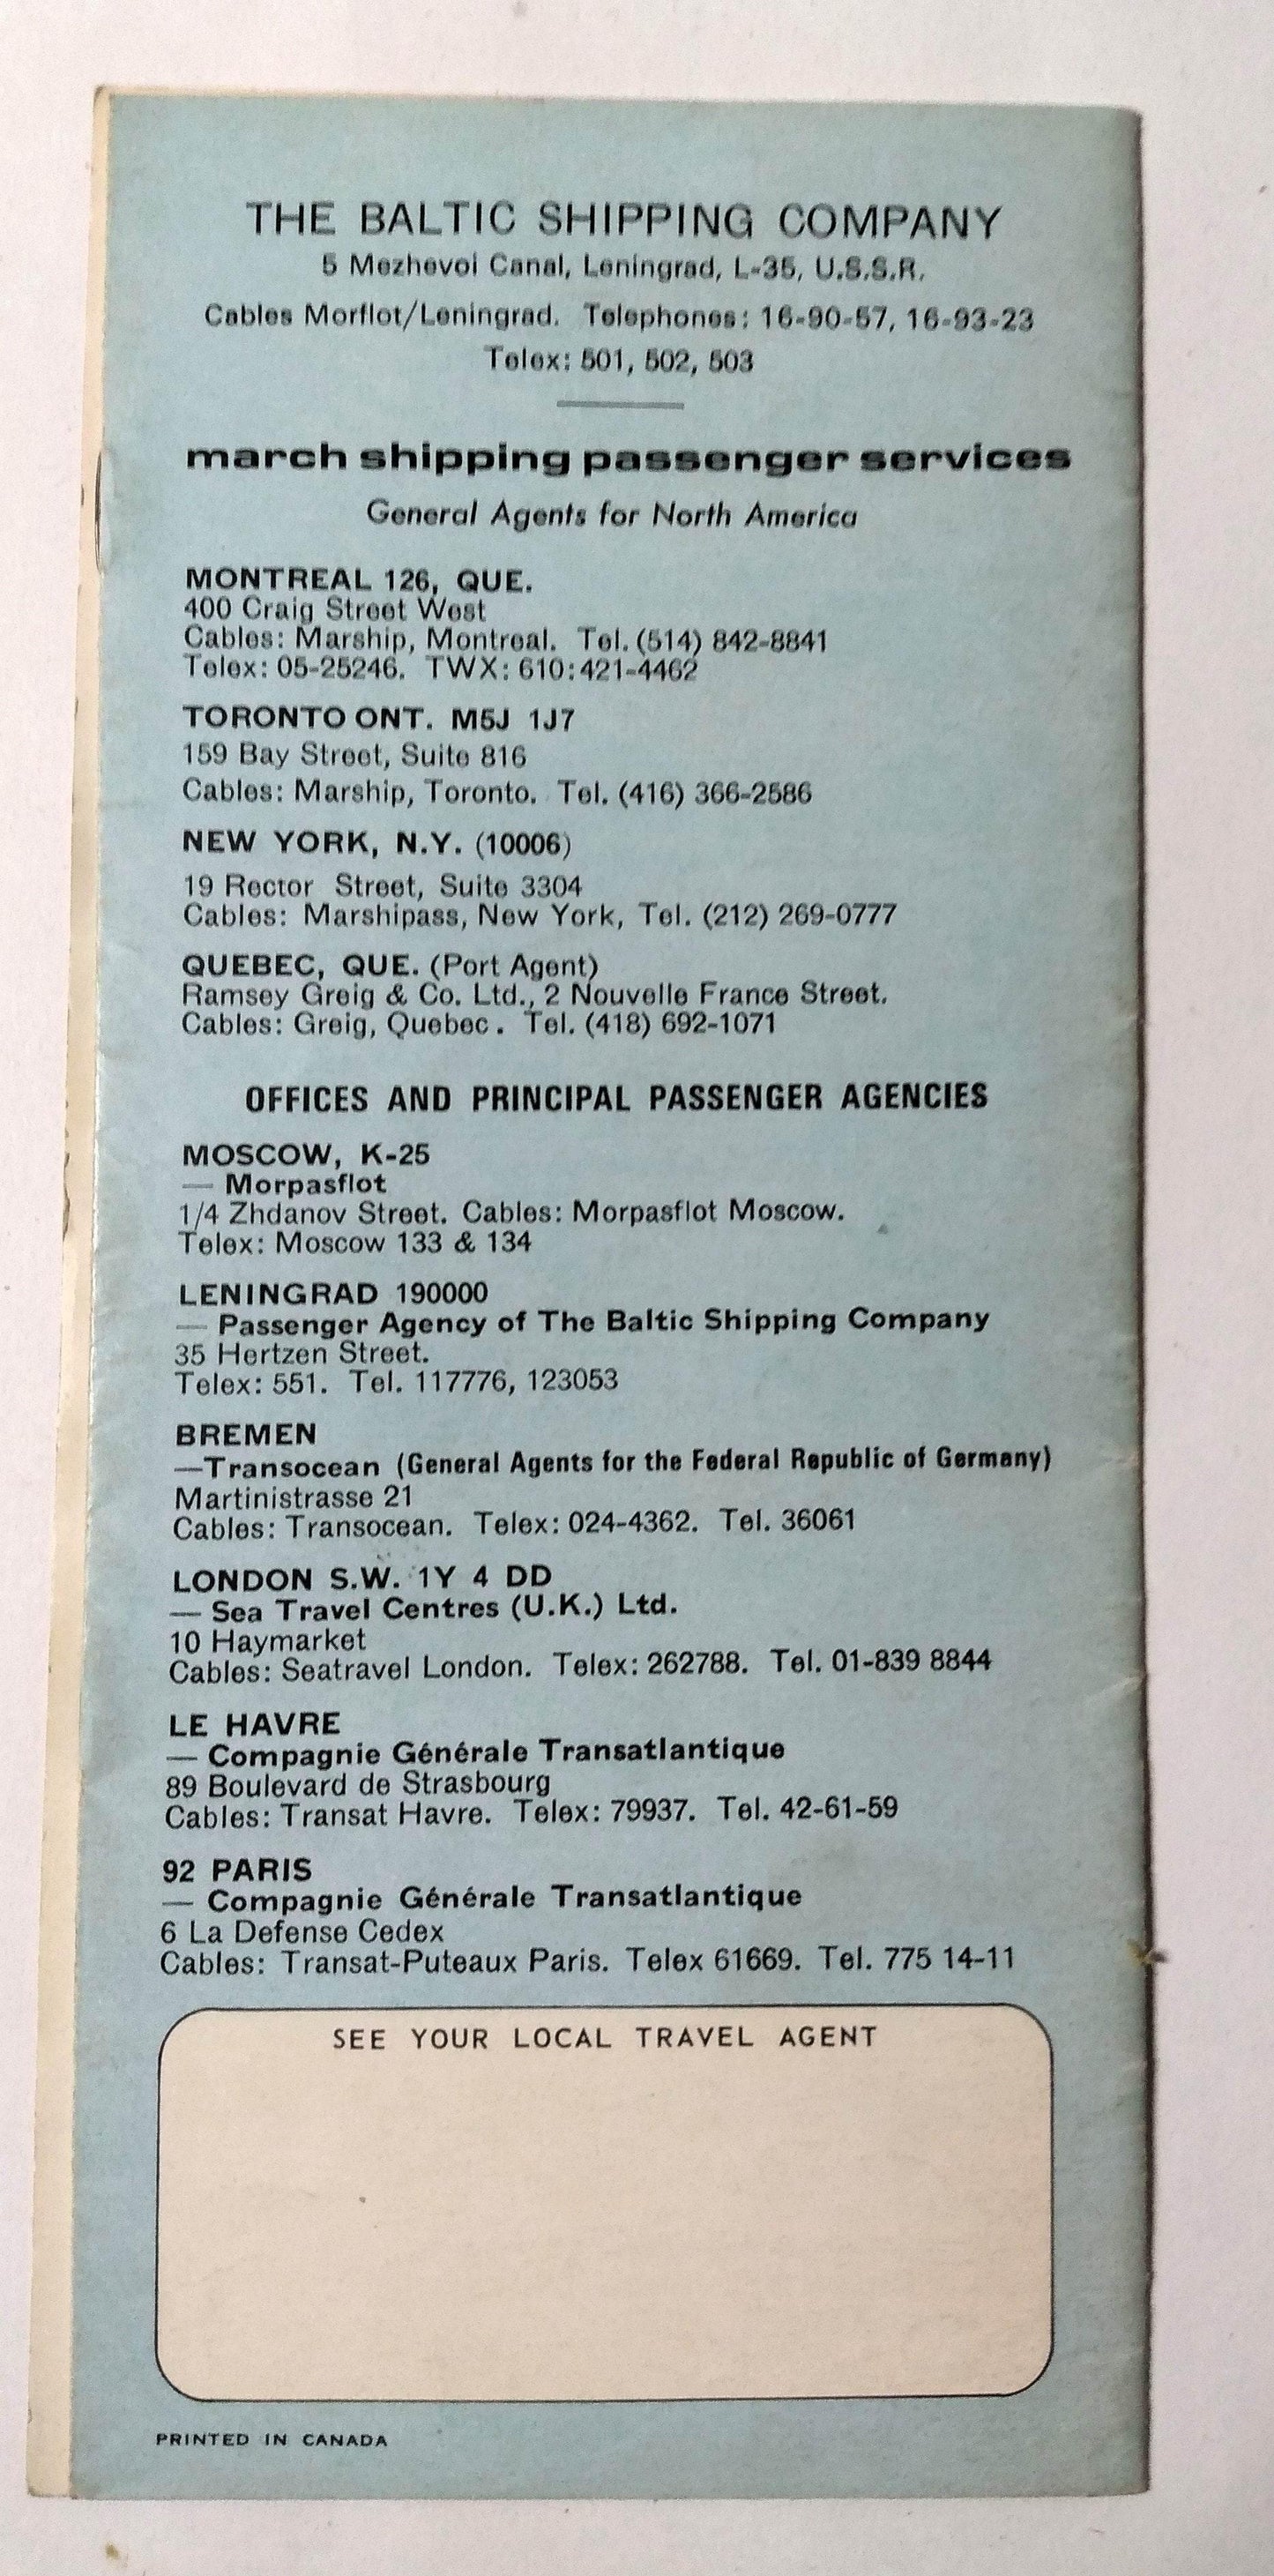 THE BALTIC SHIPPING COMPANY
5 Mezhevoi Canal, Leningrad, L-35, U.S.S.R.
Cables Morflot/Leningrad. Telephones: 16-90-57, 16-93-23
Telex: 501, 502, 503
march shipping passenger services
General Agents for North America
MONTREAL 126, QUE.
400 Craig Street West
Cables: Marship, Montreal. Tel. (514) 842-8841
Telex: 05-25246. TWX: 610:421-4462
TORONTO ONT. M5J 1J7
159 Bay Street, Suite 816
Cables: Marship, Toronto. Tel. (416) 366-2586
NEW YORK, N.Y. (10006)
19 Rector Street, Suite 3304
Cables: Marshipass, New York, Tel. (212) 269-0777
QUEBEC, QUE. (Port Agent)
Ramsey Greig & Co. Ltd., 2 Nouvelle France Street.
Cables: Greig, Quebec. Tel. (418) 692-1071
OFFICES AND PRINCIPAL PASSENGER AGENCIES
MOSCOW, K-25
— Morpasflot
1/4 Zhdanov Street. Cables: Morpasflot Moscow.
Telex: Moscow 133 & 134
LENINGRAD 190000
— Passenger Agency of The Baltic Shipping Company
35 Hertzen Street.
Telex: 551. Tel. 117776, 123053
BREMEN
—Transocean (General Agents for the Federal Republic of Germany)
Martinistrasse 21
Cables: Transocean. Telex: 024-4362. Tel. 36061
LONDON S.W. 1Y 4 DD
— Sea Travel Centres (U.K.) Ltd.
10 Haymarket
Cables: Seatravel London. Telex: 262788. Tel. 01-839 8844
LE HAVRE
— Compagnie Générale Transatlantique
89 Boulevard de Strasbourg
Cables: Transat Havre. Telex: 79937. Tel. 42-61-59
92 PARIS
— Compagnie Générale Transatlantique
6 La Defense Cedex
Cables: Transat-Puteaux Paris. Telex 61669. Tel. 775 14-11
SEE YOUR LOCAL TRAVEL AGENT
PRINTED IN CANADA